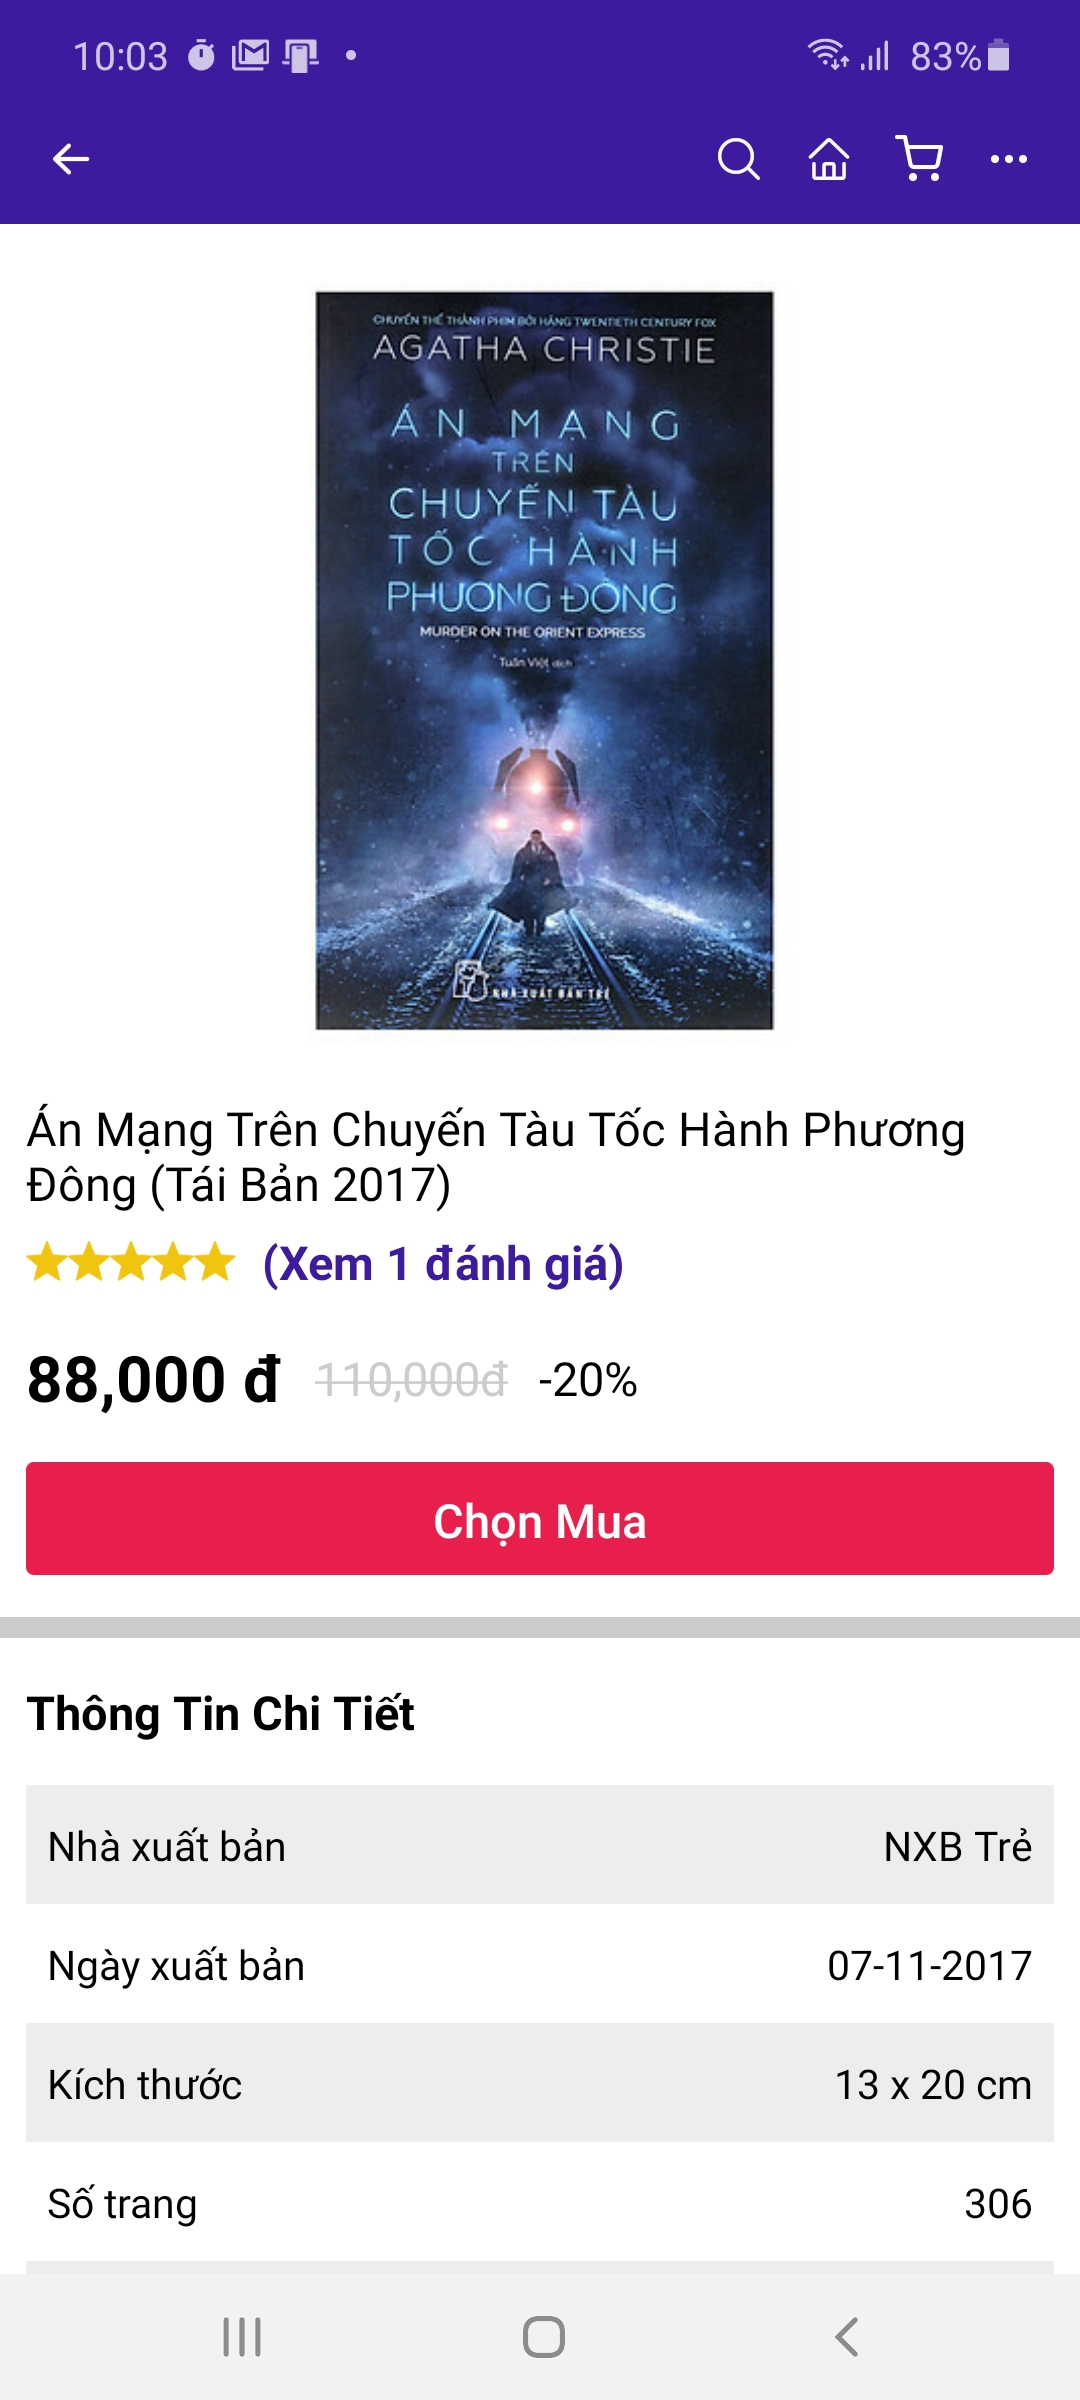 10:03
83%
CHUYỂN THỂ THÀNH PHIM BỞI HÃNG TWENTIETH CENTURY FOX
AGATHA CHRISTIE
ÁN MẠNG
TRÊN
CHUYẾN TÀU
TỐC HÀNH
PHƯƠNG ĐÔNG
MURDER ON THE ORIENT EXPRESS
Tuấn Việt dịch
NHÀ XUẤT BẢN TRẺ
Án Mạng Trên Chuyến Tàu Tốc Hành Phương
Đông (Tái Bản 2017)
(Xem 1 đánh giá)
88,000 đ 110,000đ -20%
Chọn Mua
Thông Tin Chi Tiết
Nhà xuất bản NXB Trẻ
Ngày xuất bản 07-11-2017
Kích thước 13 x 20 cm
Số trang 306